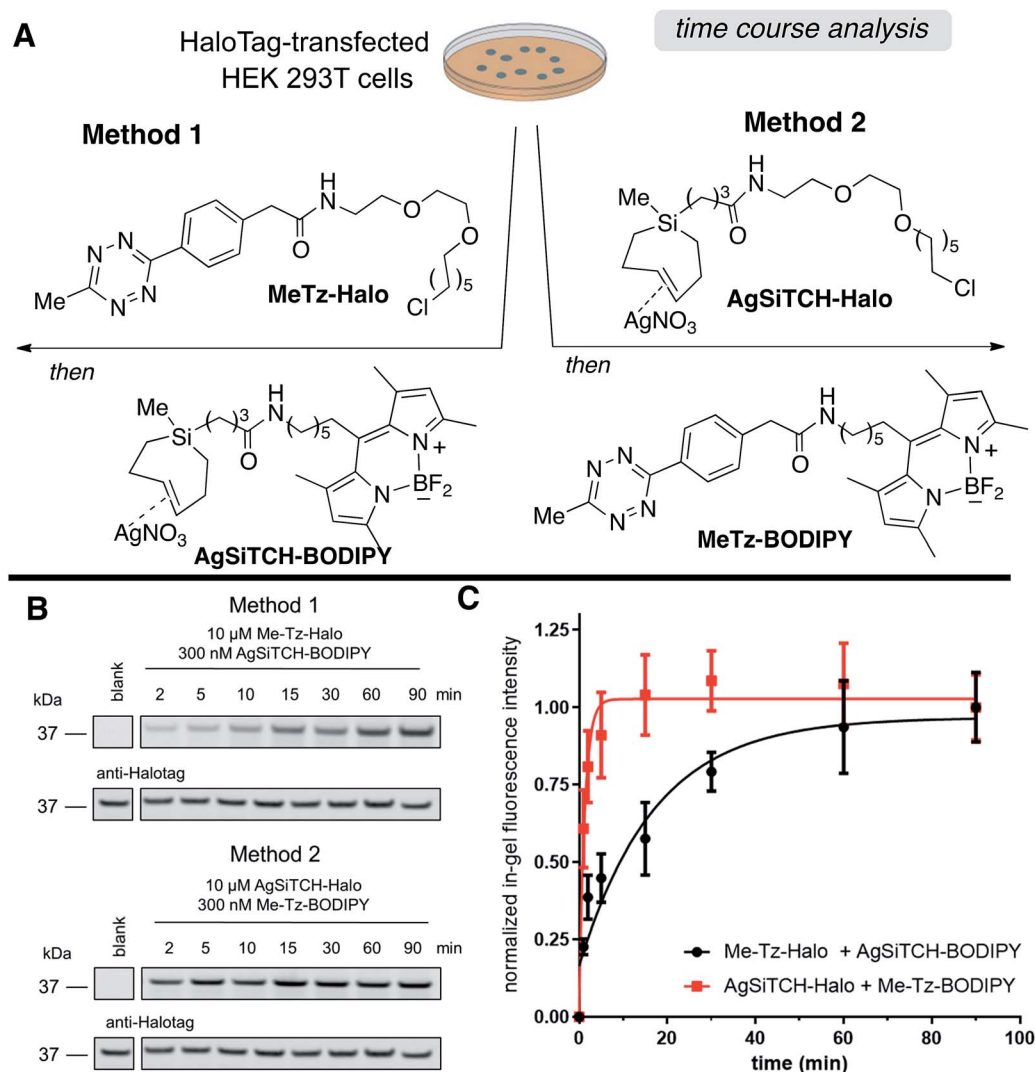 A
HaloTag-transfected
HEK 293T cells
time course analysis
Method 1
Method 2
H
N
O
O
O
( )5
Cl
N
N
N
N
Me
MeTz-Halo
Me
Si
( )3
H
N
O
O
O
( )5
Cl
AgNO3
AgSiTCH-Halo
then
then
Me
Si
( )3
H
N
O
( )5
N
+
BF2
−
N
AgNO3
AgSiTCH-BODIPY
H
N
O
( )5
N
+
BF2
−
N
N
N
N
N
Me
MeTz-BODIPY
B
Method 1
10 µM Me-Tz-Halo
300 nM AgSiTCH-BODIPY
blank
kDa
2 5 10 15 30 60 90 min
37
anti-Halotag
37
Method 2
10 µM AgSiTCH-Halo
300 nM Me-Tz-BODIPY
blank
kDa
2 5 10 15 30 60 90 min
37
anti-Halotag
37
C
normalized in-gel fluorescence intensity
1.25
1.00
0.75
0.50
0.25
0.00
0 20 40 60 80 100
time (min)
Me-Tz-Halo + AgSiTCH-BODIPY
AgSiTCH-Halo + Me-Tz-BODIPY